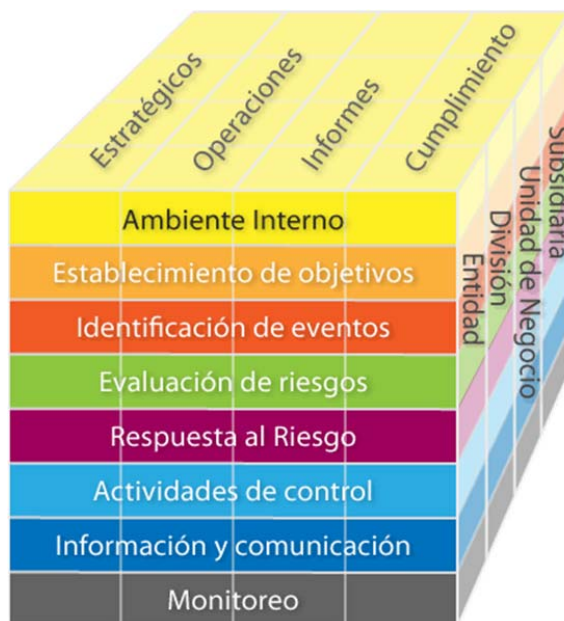 Estratégicos
Operaciones
Informes
Cumplimiento
Ambiente Interno
Establecimiento de objetivos
Identificación de eventos
Evaluación de riesgos
Respuesta al Riesgo
Actividades de control
Información y comunicación
Monitoreo
Entidad
División
Unidad de Negocio
Subsidiaria